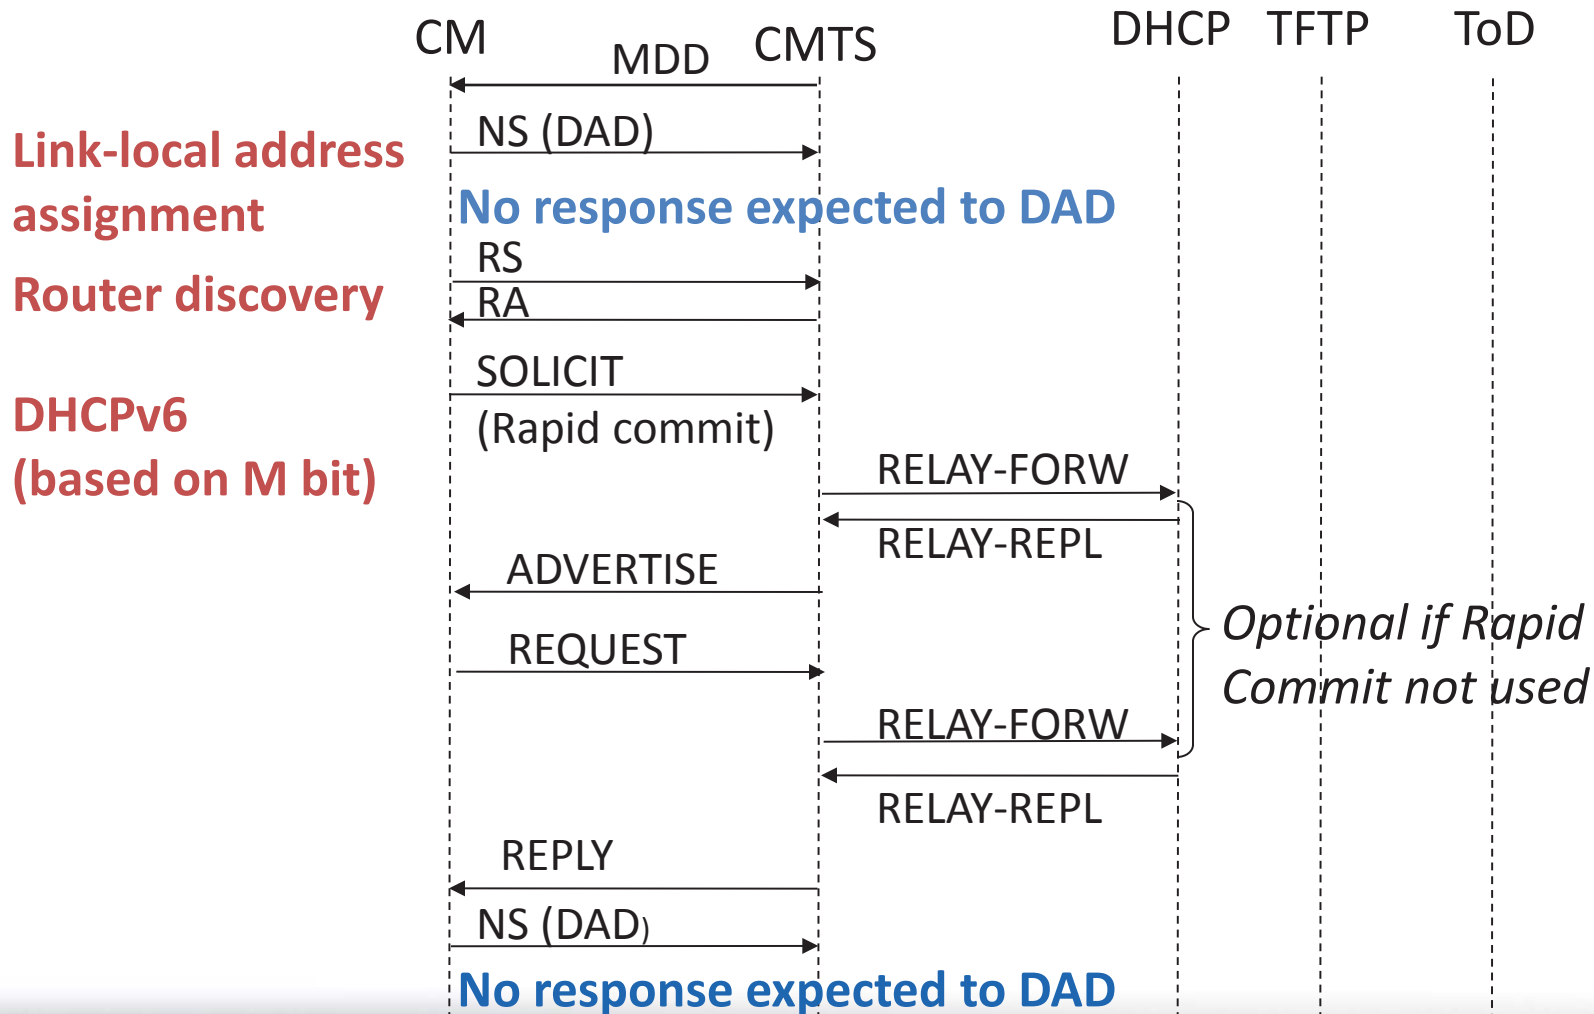 CM
CMTS
DHCP
TFTP
ToD
MDD
NS (DAD)
Link-local address
assignment
No response expected to DAD
RS
Router discovery
RA
SOLICIT
(Rapid commit)
DHCPv6
(based on M bit)
RELAY-FORW
RELAY-REPL
ADVERTISE
Optional if Rapid
Commit not used
REQUEST
RELAY-FORW
RELAY-REPL
REPLY
NS (DAD)
No response expected to DAD